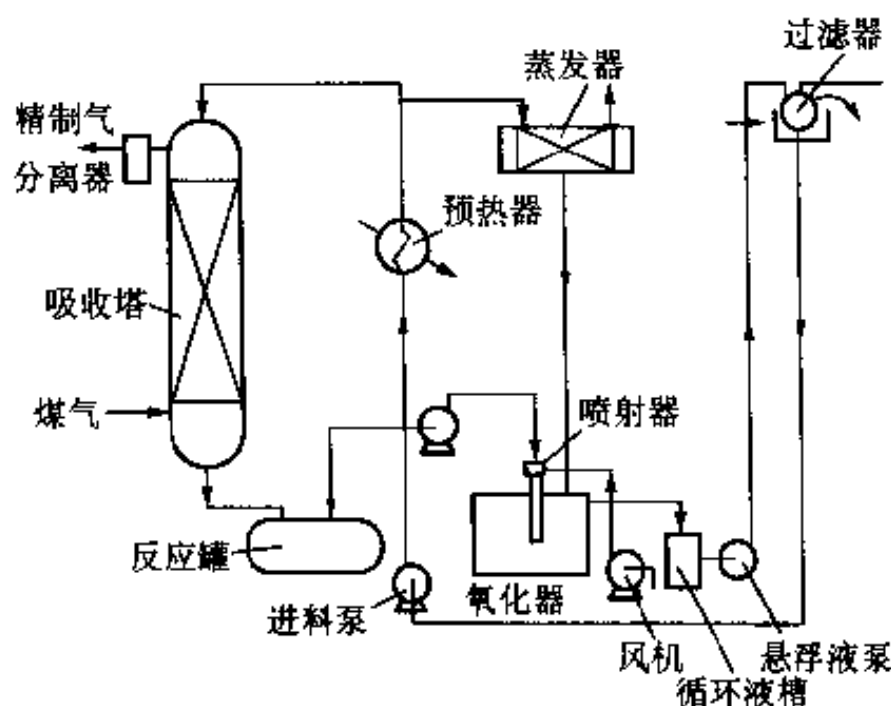 过滤器
蒸发器
精制气
分离器
预热器
吸收塔
煤气
喷射器
反应罐
进料泵
氧化器
风机
悬浮液泵
循环液槽